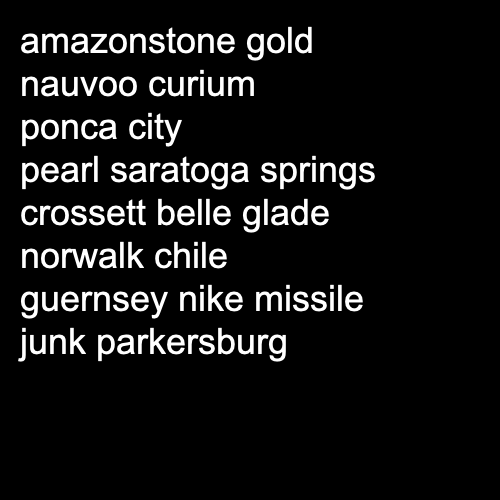 amazonstone gold
nauvoo curium
ponca city
pearl saratoga springs
crossett belle glade
norwalk chile
guernsey nike missile
junk parkersburg